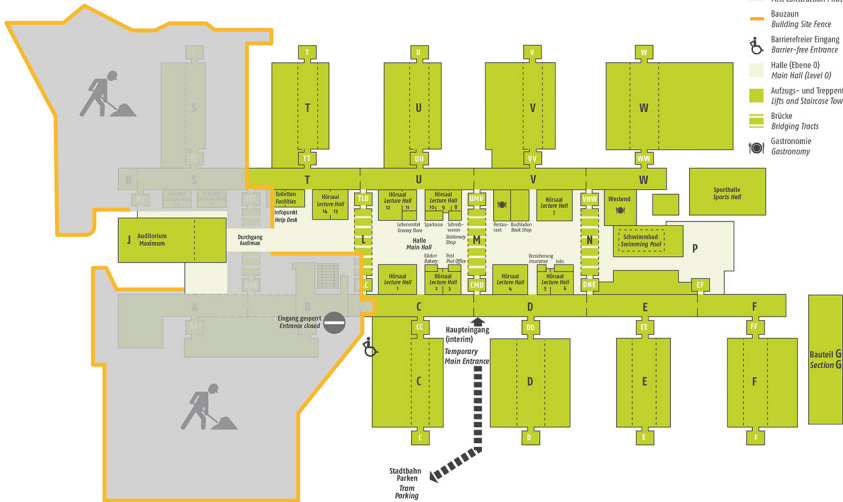 Bauzaun
Building Site Fence
Barrierefreier Eingang
Barrier-free Entrance
Halle (Ebene 0)
Main Hall (Level 0)
Aufzugs- und
Lifts and Staircase
Brücke
Bridging Tracts
Gastronomie
Gastronomy
T
U
V
W
S
T
U
V
W
TT
UU
VV
WW
R
S
T
U
V
W
Toiletten
Facilities
Infopunkt
Help Desk
Hörsaal
Lecture Hall
14 13
TLU
Hörsaal
Lecture Hall
12 11
Hörsaal
Lecture Hall
10 9 8
UMV
Hörsaal
Lecture Hall
7
VNW
Westend
Sporthalle
Sports Hall
Lebensmittel
Grocery Store
Sparkasse
Schreib-
waren
Stationery
Shop
Restau-
rant
Buchladen
Book Shop
J
Auditorium
Maximum
Durchgang
Audimax
L
Halle
Main Hall
M
N
Schwimmbad
Swimming Pool
P
Bäcker
Bakery
Post
Post Office
Versicherung
Insurance
Jobs
Hörsaal
Lecture Hall
1
Hörsaal
Lecture Hall
2 3
CMD
Hörsaal
Lecture Hall
4
Hörsaal
Lecture Hall
5 6
DNE
EF
A
B
C
D
E
F
Eingang gesperrt
Entrance closed
CC
DD
EE
FF
Haupteingang
(interim)
Temporary
Main Entrance
Bauteil G
Section G
C
D
E
F
C
D
E
F
Stadtbahn
Parken
Tram
Parking